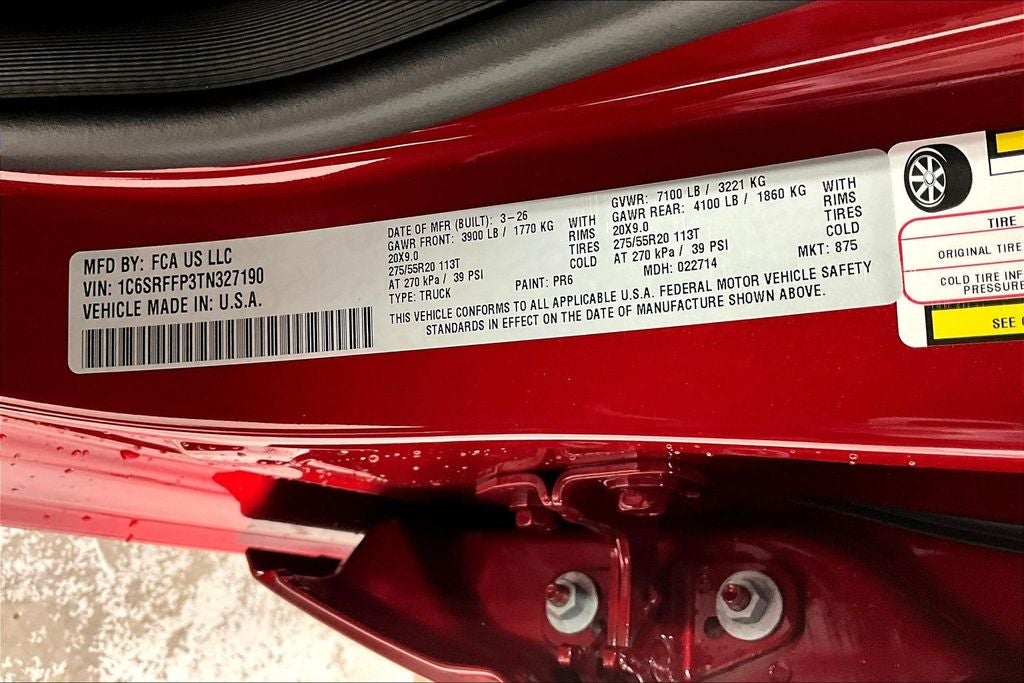 MFD BY: FCA US LLC
VIN: 1C6SRFFP3TN327190
VEHICLE MADE IN: U.S.A.
DATE OF MFR (BUILT): 3-26
GAWR FRONT: 3900 LB / 1770 KG WITH
20X9.0 RIMS
275/55R20 113T TIRES
AT 270 kPa / 39 PSI COLD
TYPE: TRUCK PAINT: PR6
GVWR: 7100 LB / 3221 KG
GAWR REAR: 4100 LB / 1860 KG WITH
20X9.0 RIMS
275/55R20 113T TIRES
AT 270 kPa / 39 PSI COLD
MDH: 022714 MKT: 875
THIS VEHICLE CONFORMS TO ALL APPLICABLE U.S.A. FEDERAL MOTOR VEHICLE SAFETY
STANDARDS IN EFFECT ON THE DATE OF MANUFACTURE SHOWN ABOVE.
TIRE
ORIGINAL TIRE
COLD TIRE INF
PRESSURE
SEE